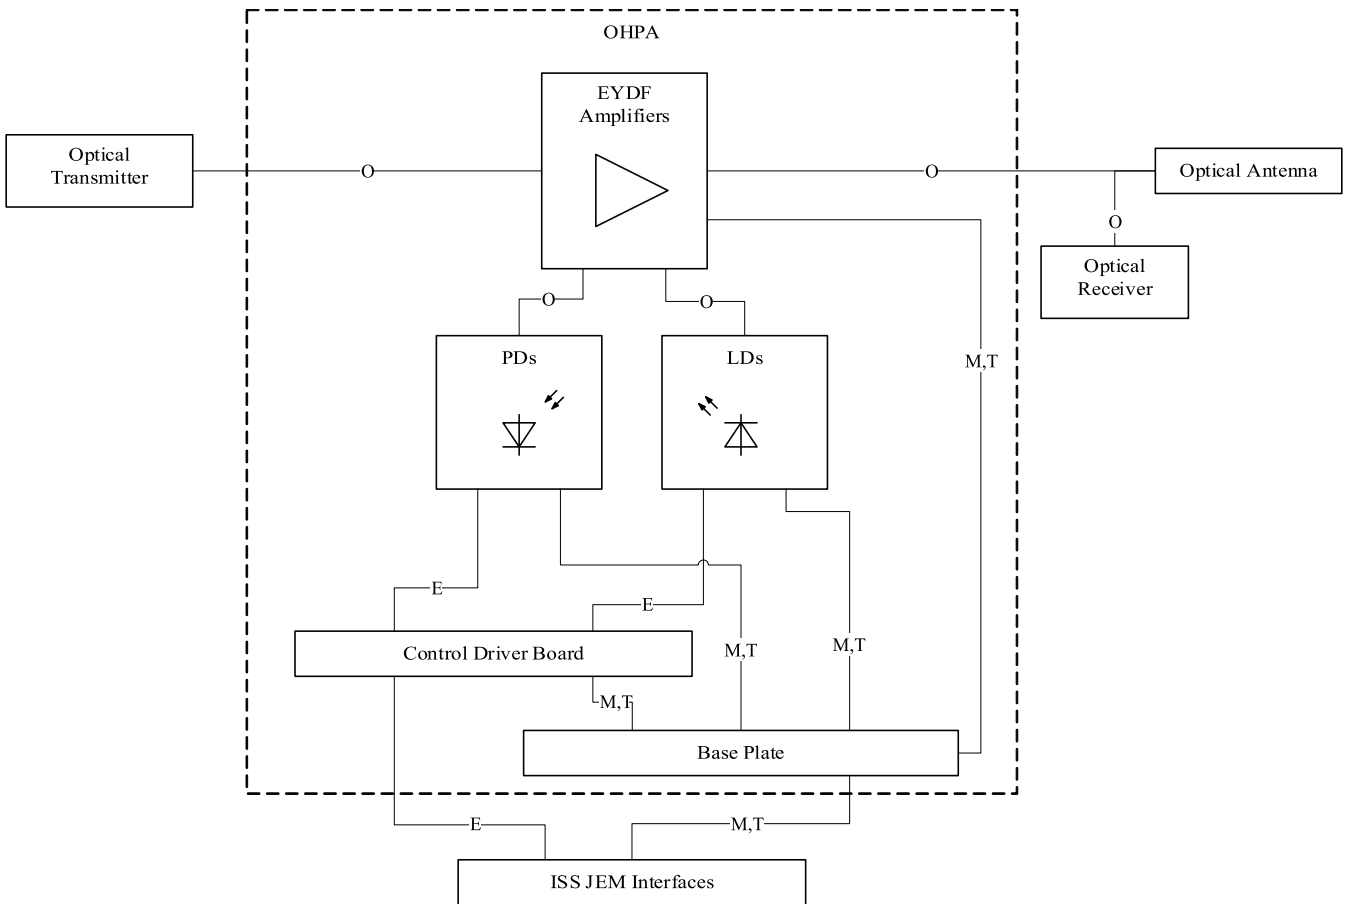 OHPA
EYDF
Amplifiers
Optical
Transmitter
O
O
Optical Antenna
O
Optical
Receiver
O
O
PDs
LDs
M,T
E
E
Control Driver Board
M,T
M,T
M,T
Base Plate
E
M,T
ISS JEM Interfaces